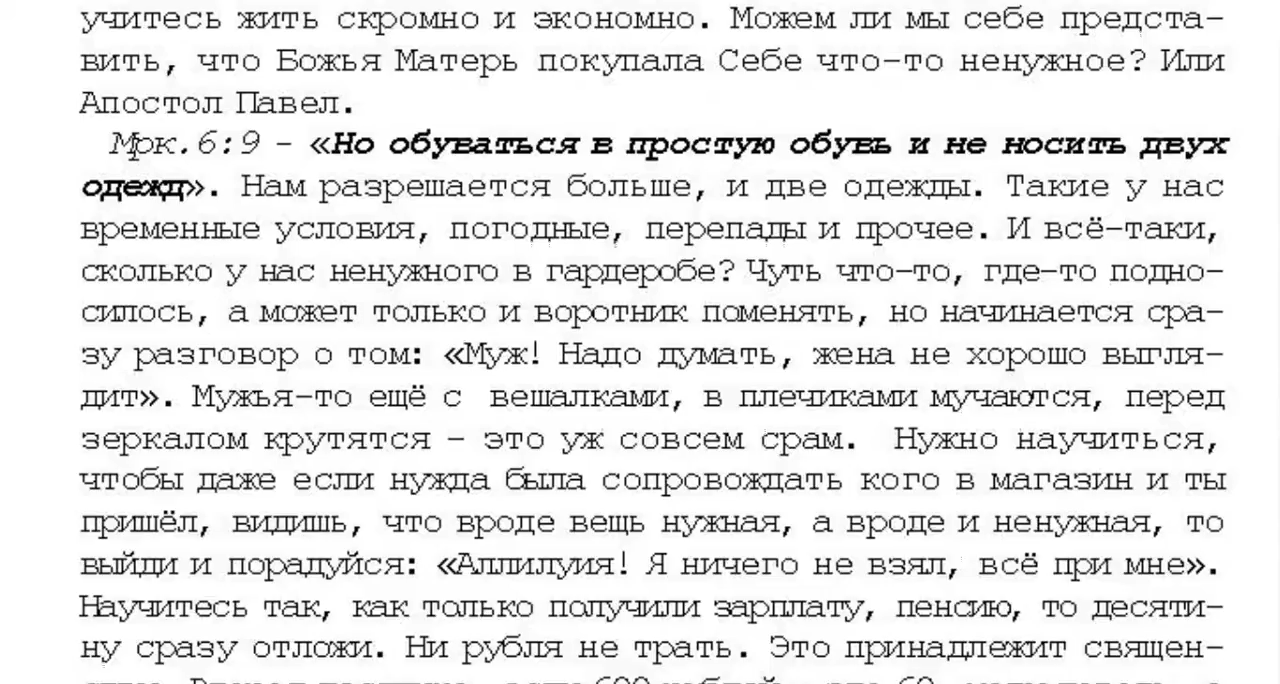 учитесь жить скромно и экономно. Можем ли мы себе предста-
вить, что Божья Матерь покупала Себе что-то ненужное? Или
Апостол Павел.
Мрк.6:9 - «Но обуваться в простую обувь и не носить двух
одежд». Нам разрешается больше, и две одежды. Такие у нас
временные условия, погодные, перепады и прочее. И всё-таки,
сколько у нас ненужного в гардеробе? Чуть что-то, где-то подно-
силось, а может только и воротник поменять, но начинается сра-
зу разговор о том: «Муж! Надо думать, жена не хорошо выгля-
дит». Мужья-то ещё с вешалками, в плечиками мучаются, перед
зеркалом крутятся - это уж совсем срам. Нужно научиться,
чтобы даже если нужда была сопровождать кого в магазин и ты
пришёл, видишь, что вроде вещь нужная, а вроде и ненужная, то
выйди и порадуйся: «Аллилуия! Я ничего не взял, всё при мне».
Научитесь так, как только получили зарплату, пенсию, то десяти-
ну сразу отложи. Ни рубля не трать. Это принадлежит священ-